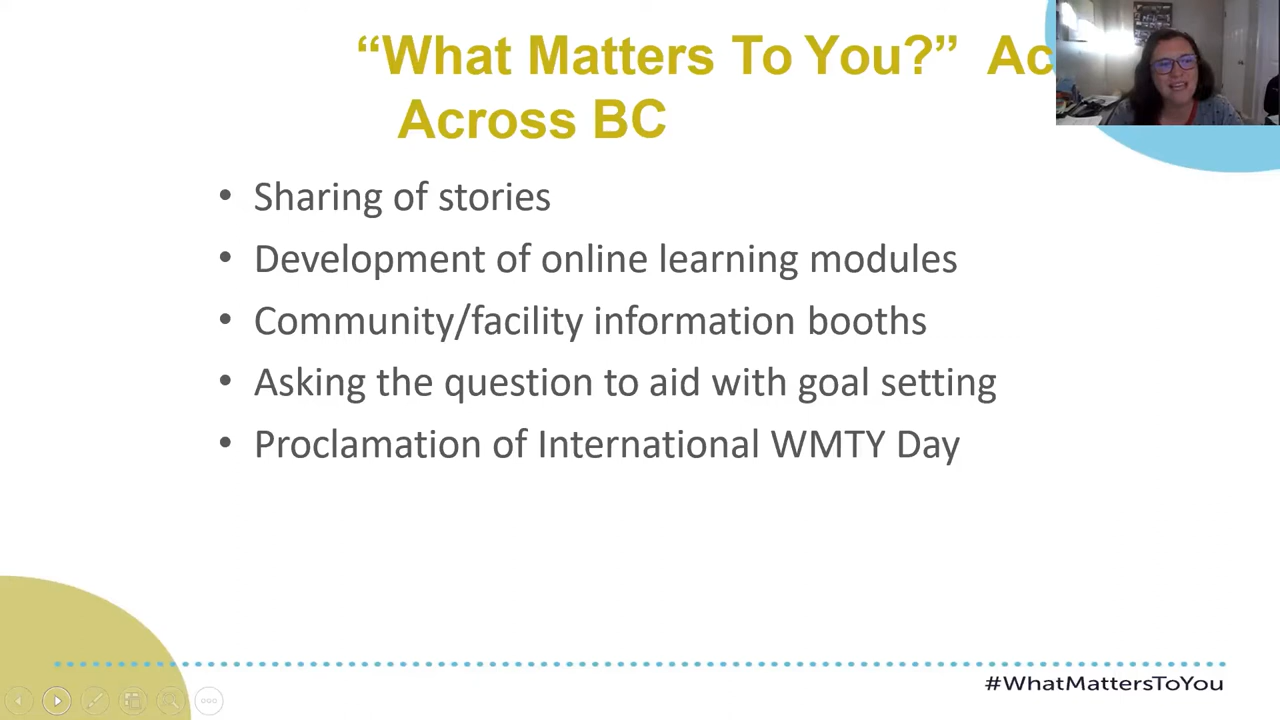 “What Matters To You?” Ac
Across BC
• Sharing of stories
• Development of online learning modules
• Community/facility information booths
• Asking the question to aid with goal setting
• Proclamation of International WMTY Day
#WhatMattersToYou